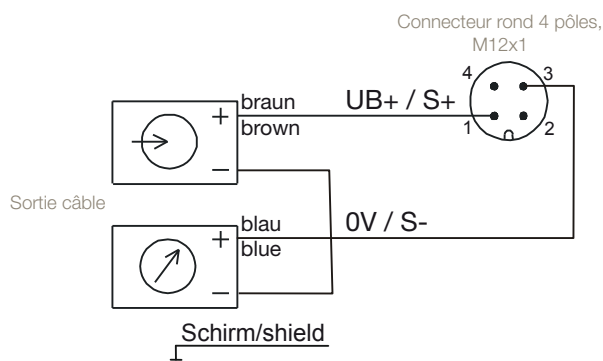 Connecteur rond 4 pôles,
M12x1
4 3
braun UB+ / S+
+ brown 1 2
–
Sortie câble
blau 0V / S-
+ blue
–
Schirm/shield